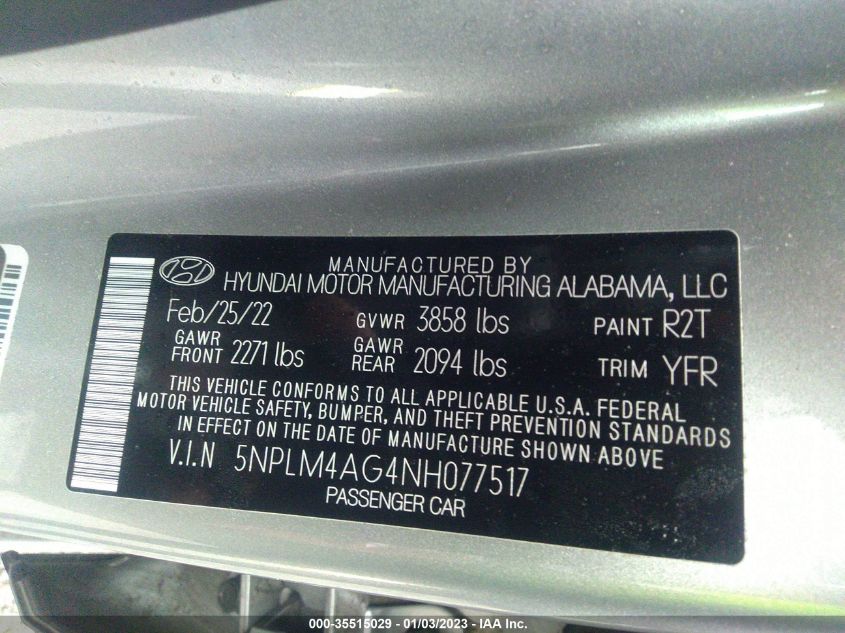 MANUFACTURED BY
HYUNDAI MOTOR MANUFACTURING ALABAMA, LLC
Feb/25/22 GVWR 3858 lbs PAINT R2T
GAWR FRONT 2271 lbs GAWR REAR 2094 lbs TRIM YFR
THIS VEHICLE CONFORMS TO ALL APPLICABLE U.S.A. FEDERAL
MOTOR VEHICLE SAFETY, BUMPER, AND THEFT PREVENTION STANDARDS
IN EFFECT ON THE DATE OF MANUFACTURE SHOWN ABOVE
V.I.N 5NPLM4AG4NH077517
PASSENGER CAR
000-35515029 - 01/03/2023 - IAA Inc.